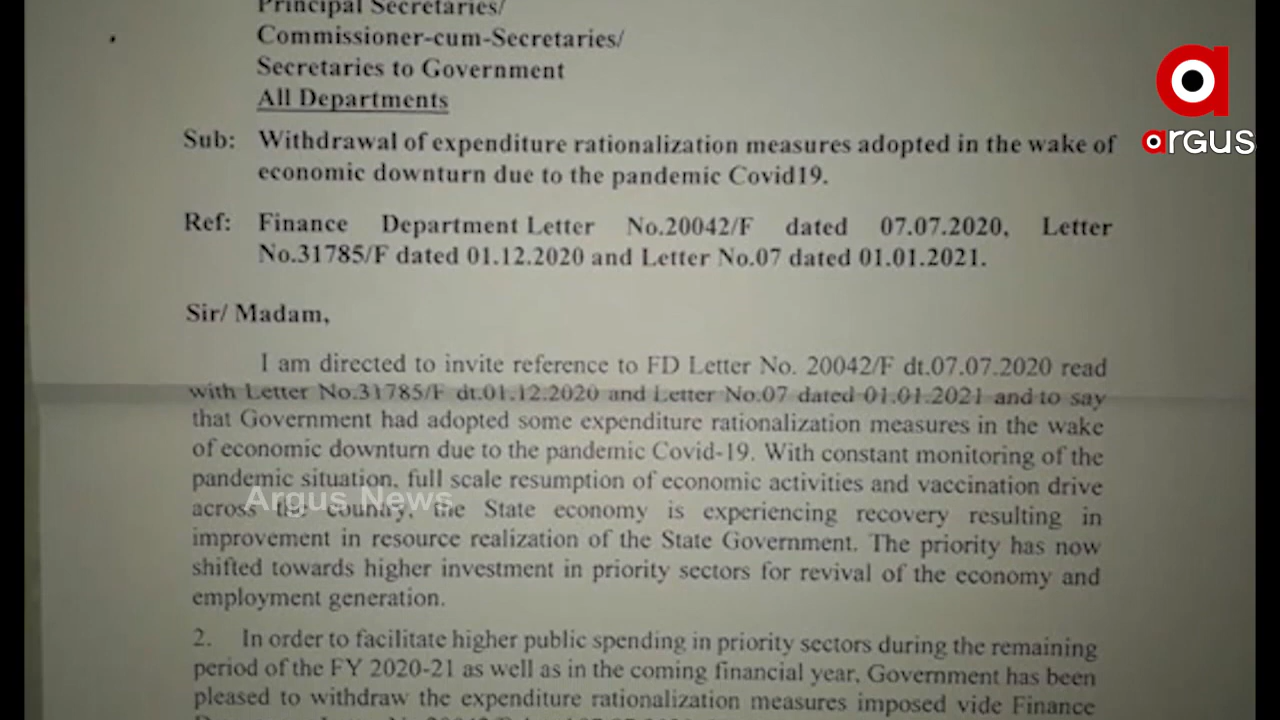 Principal Secretaries/
Commissioner-cum-Secretaries/
Secretaries to Government
All Departments
Sub: Withdrawal of expenditure rationalization measures adopted in the wake of
economic downturn due to the pandemic Covid19.
Ref: Finance Department Letter No.20042/F dated 07.07.2020, Letter
No.31785/F dated 01.12.2020 and Letter No.07 dated 01.01.2021.
Sir/ Madam,
I am directed to invite reference to FD Letter No. 20042/F dt.07.07.2020 read
with Letter No.31785/F dt.01.12.2020 and Letter No.07 dated 01.01.2021 and to say
that Government had adopted some expenditure rationalization measures in the wake
of economic downturn due to the pandemic Covid-19. With constant monitoring of the
pandemic situation, full scale resumption of economic activities and vaccination drive
across the country, the State economy is experiencing recovery resulting in
improvement in resource realization of the State Government. The priority has now
shifted towards higher investment in priority sectors for revival of the economy and
employment generation.
2. In order to facilitate higher public spending in priority sectors during the remaining
period of the FY 2020-21 as well as in the coming financial year, Government has been
pleased to withdraw the expenditure rationalization measures imposed vide Finance
argus
Argus News